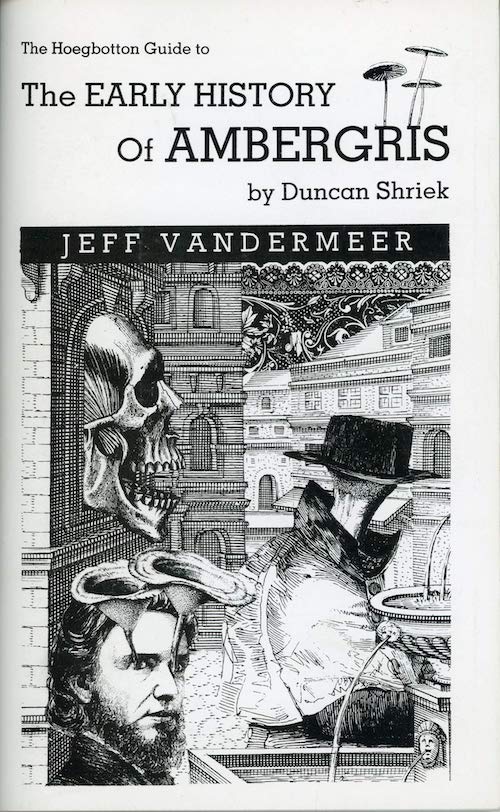 The Hoegbotton Guide to
The EARLY HISTORY
Of AMBERGRIS
by Duncan Shriek
JEFF VANDERMEER